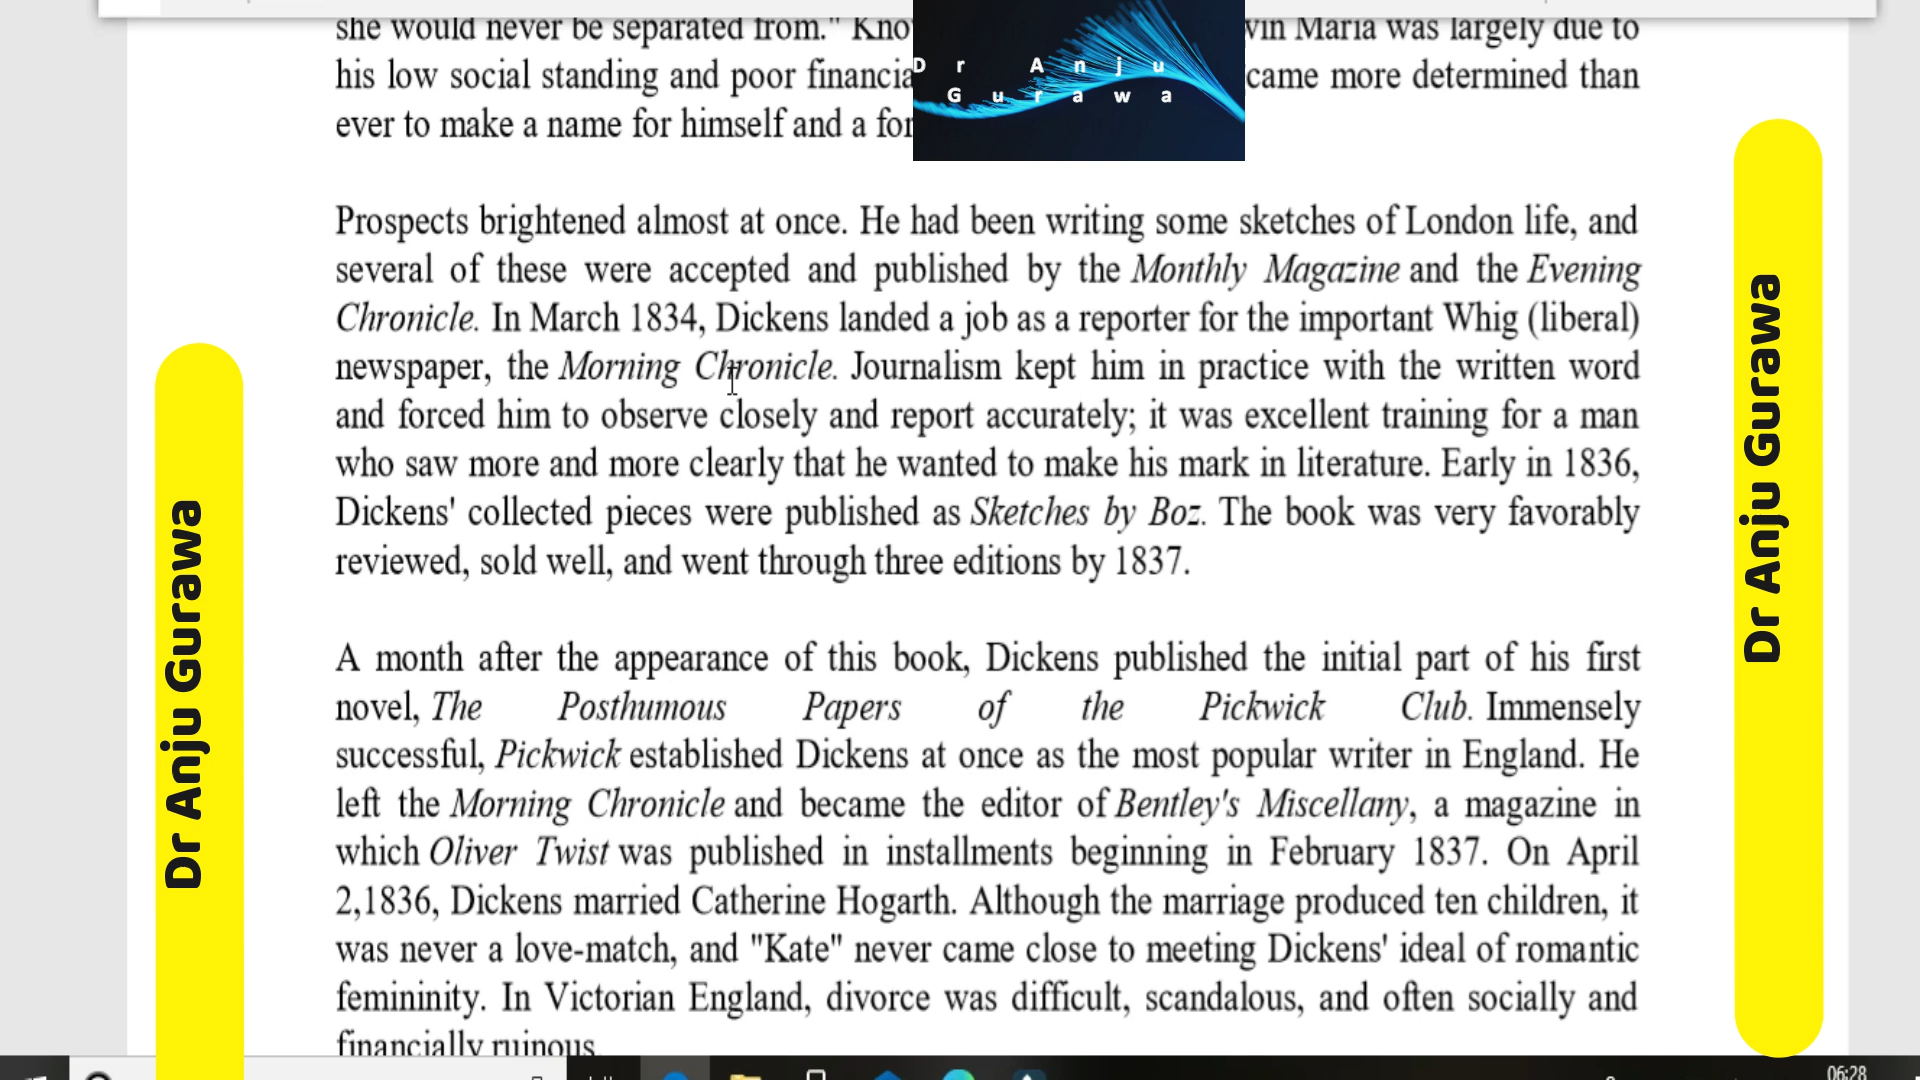 she would never be separated from." Kno
vin Maria was largely due to
his low social standing and poor financia
came more determined than
ever to make a name for himself and a for
Dr Anju
Gurawa
Prospects brightened almost at once. He had been writing some sketches of London life, and
several of these were accepted and published by the Monthly Magazine and the Evening
Chronicle. In March 1834, Dickens landed a job as a reporter for the important Whig (liberal)
newspaper, the Morning Chronicle. Journalism kept him in practice with the written word
and forced him to observe closely and report accurately; it was excellent training for a man
who saw more and more clearly that he wanted to make his mark in literature. Early in 1836,
Dickens' collected pieces were published as Sketches by Boz. The book was very favorably
reviewed, sold well, and went through three editions by 1837.
A month after the appearance of this book, Dickens published the initial part of his first
novel, The Posthumous Papers of the Pickwick Club. Immensely
successful, Pickwick established Dickens at once as the most popular writer in England. He
left the Morning Chronicle and became the editor of Bentley's Miscellany, a magazine in
which Oliver Twist was published in installments beginning in February 1837. On April
2,1836, Dickens married Catherine Hogarth. Although the marriage produced ten children, it
was never a love-match, and "Kate" never came close to meeting Dickens' ideal of romantic
femininity. In Victorian England, divorce was difficult, scandalous, and often socially and
financially ruinous
Dr Anju Gurawa
Dr Anju Gurawa
06:28